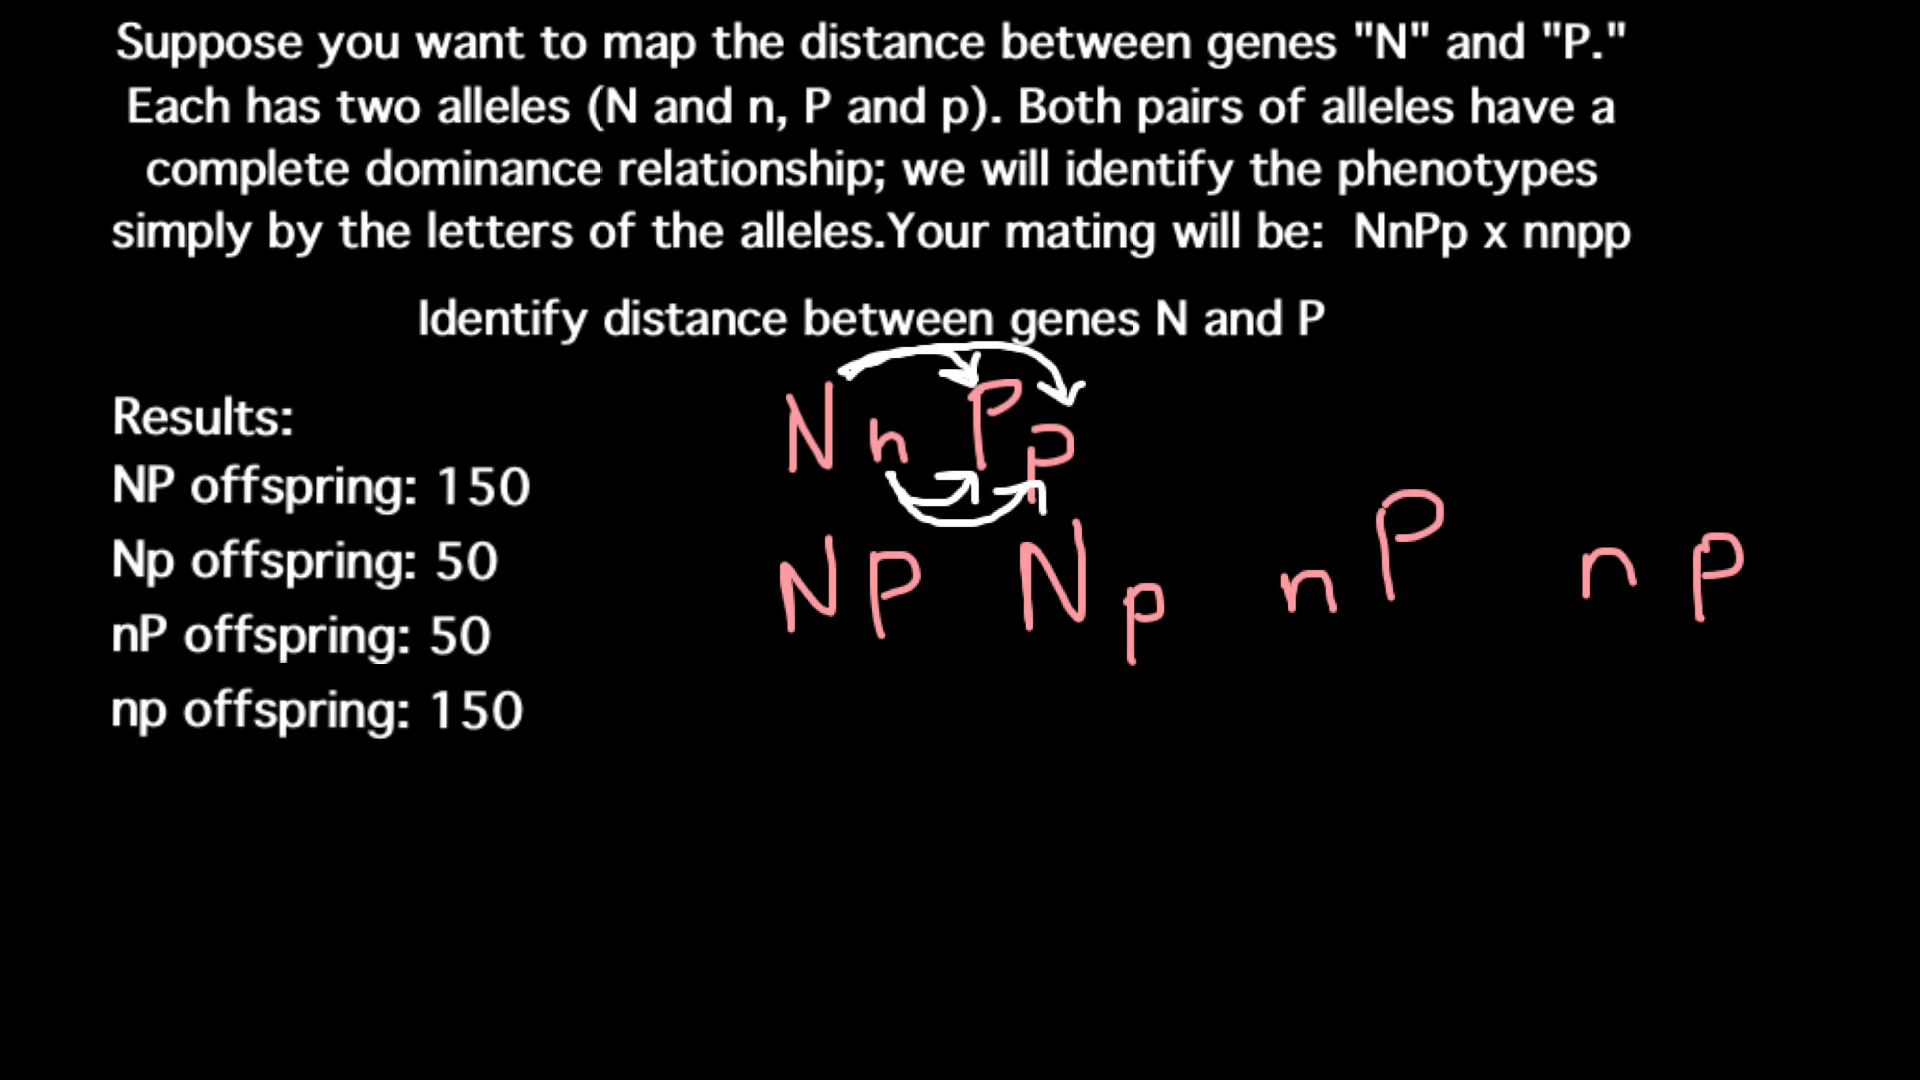 Suppose you want to map the distance between genes "N" and "P."
Each has two alleles (N and n, P and p). Both pairs of alleles have a
complete dominance relationship; we will identify the phenotypes
simply by the letters of the alleles.Your mating will be: NnPp x nnpp
Identify distance between genes N and P
Results:
NP offspring: 150
Np offspring: 50
nP offspring: 50
np offspring: 150
N n P p
NP Np nP np